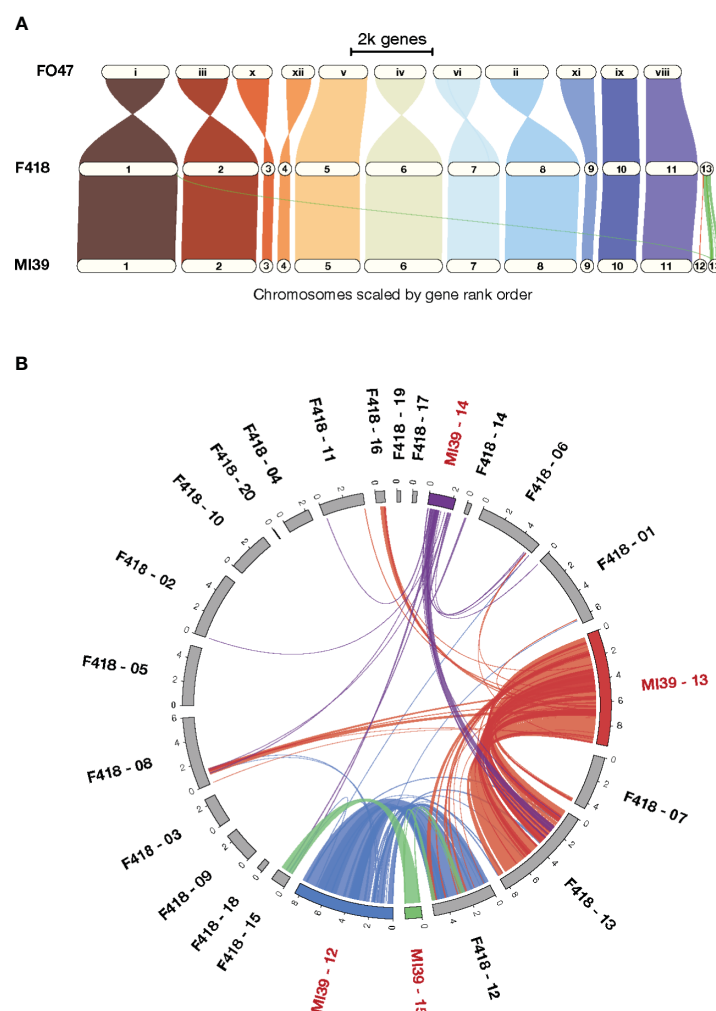 A
2k genes
FO47
i iii x xii v iv vi ii xi ix viii
F418
1 2 3 4 5 6 7 8 9 10 11 13
MI39
1 2 3 4 5 6 7 8 9 10 11 12
Chromosomes scaled by gene rank order
B
F418 - 11
F418 - 16
F418 - 19
F418 - 17
MI39 - 14
F418 - 14
F418 - 06
F418 - 01
MI39 - 13
F418 - 07
F418 - 13
F418 - 12
MI39 - 15
MI39 - 12
F418 - 15
F418 - 18
F418 - 09
F418 - 03
F418 - 08
F418 - 05
F418 - 02
F418 - 10
F418 - 20
F418 - 04